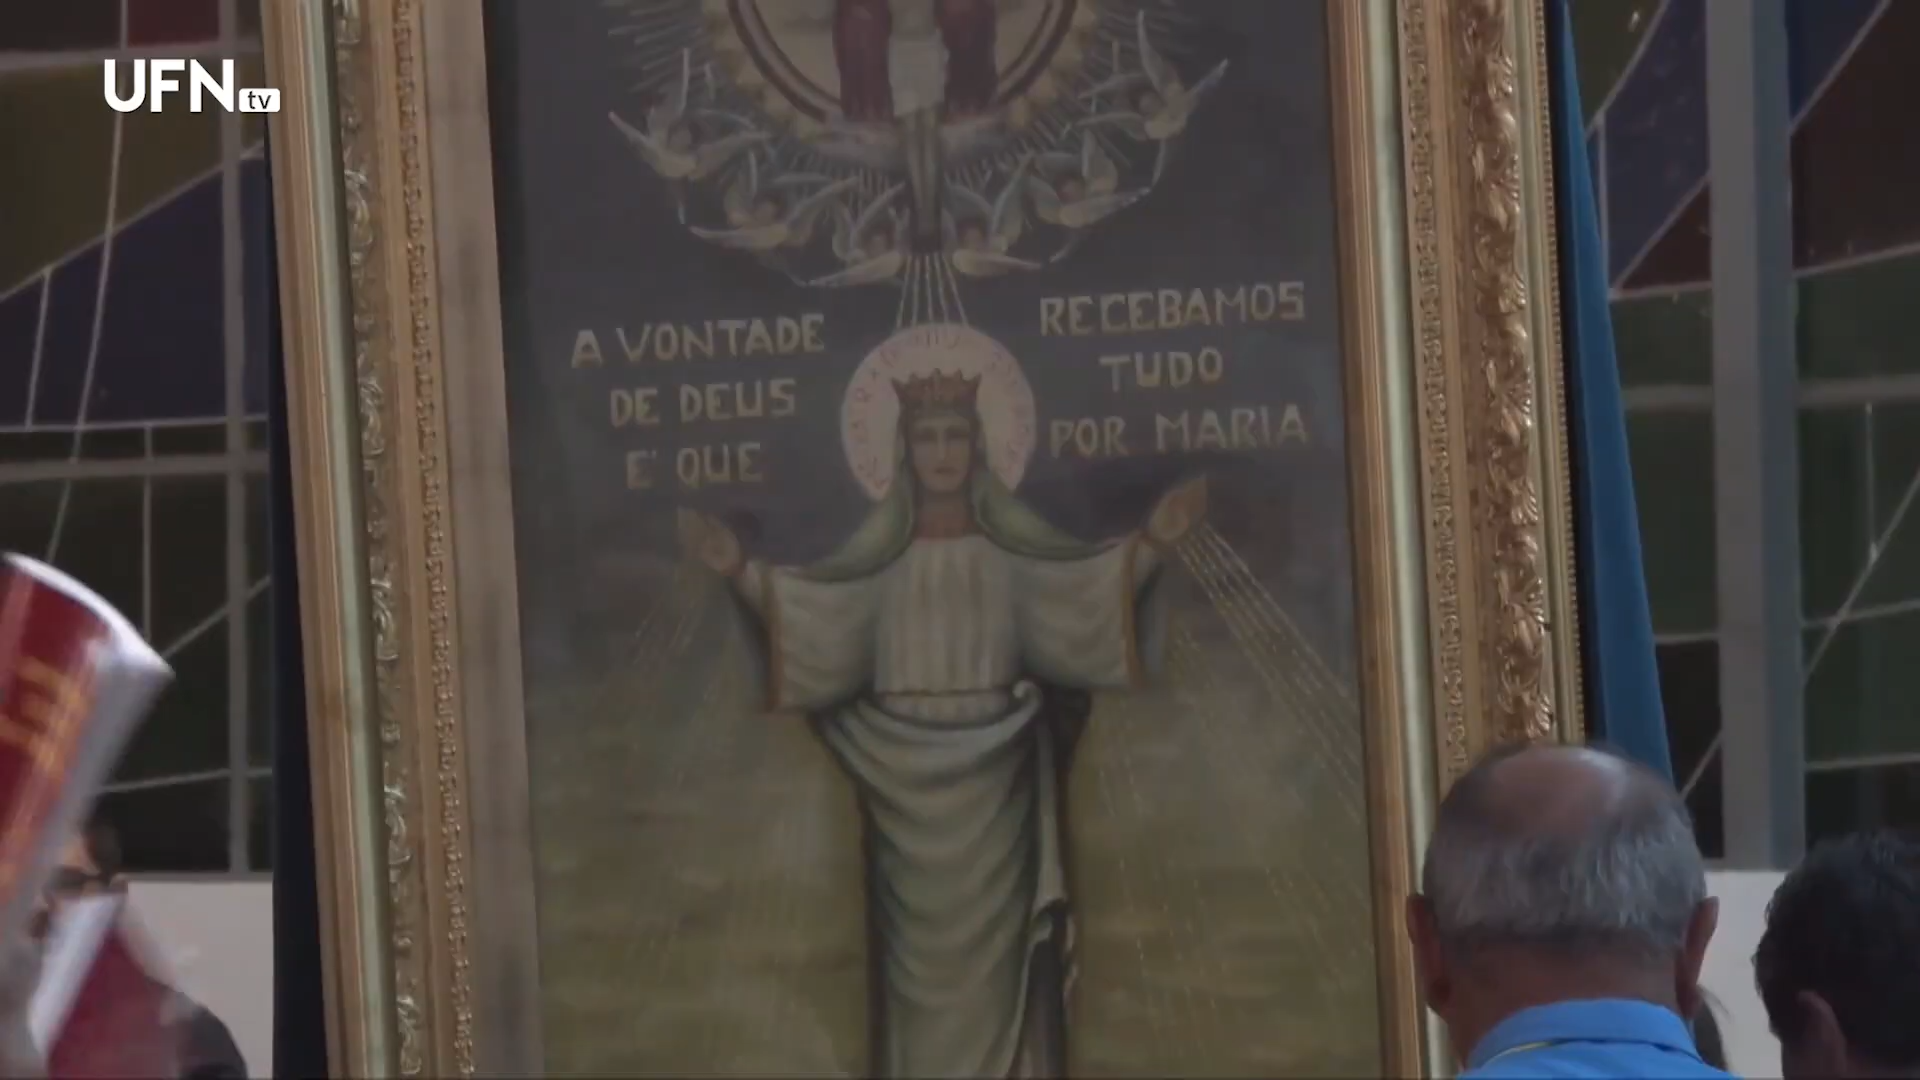 UFN tv
A VONTADE
DE DEUS
E' QUE
RECEBAMOS
TUDO
POR MARIA